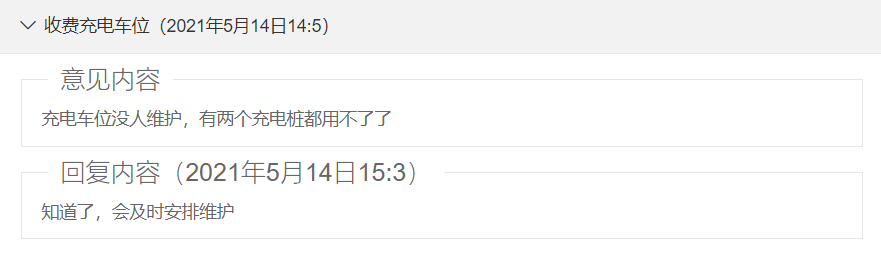 收费充电车位（2021年5月14日14:5）
意见内容
充电车位没人维护，有两个充电桩都用不了了
回复内容（2021年5月14日15:3）
知道了，会及时安排维护